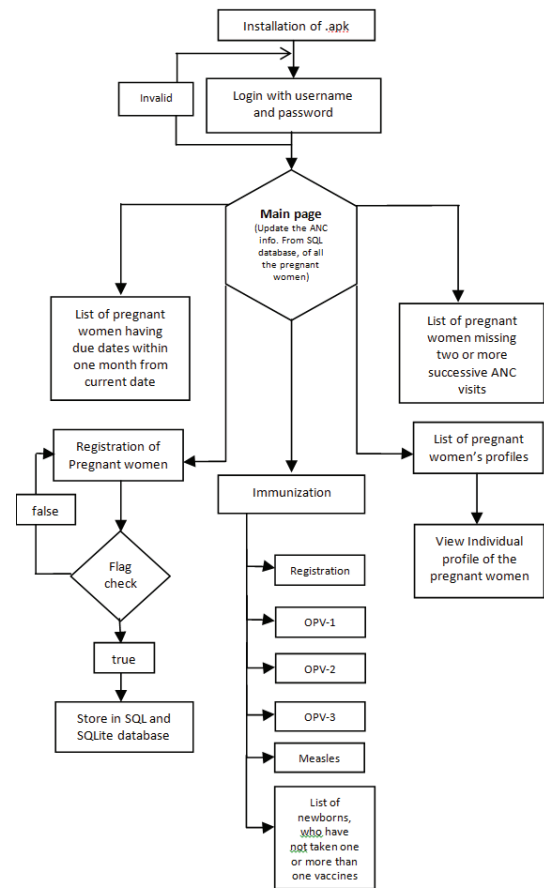 Installation of .apk
Invalid
Login with username
and password
Main page
(Update the ANC
info. From SQL
database, of all
the pregnant
women)
List of pregnant
women having
due dates within
one month from
current date
List of pregnant
women missing
two or more
successive ANC
visits
Registration of
Pregnant women
false
Flag
check
true
Store in SQL and
SQLite database
Immunization
Registration
OPV-1
OPV-2
OPV-3
Measles
List of
newborns,
who have
not taken one
or more than
one vaccines
List of pregnant
women's profiles
View Individual
profile of the
pregnant women